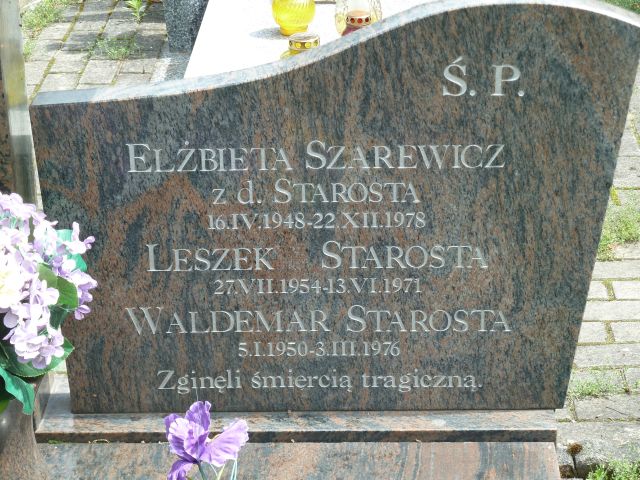 Ś. P.
ELŻBIETA SZAREWICZ
z d. STAROSTA
16.IV.1948-22.XII.1978
LESZEK STAROSTA
27.VII.1954-13.VI.1971
WALDEMAR STAROSTA
5.I.1950-3.III.1976
Zginęli śmiercią tragiczną.